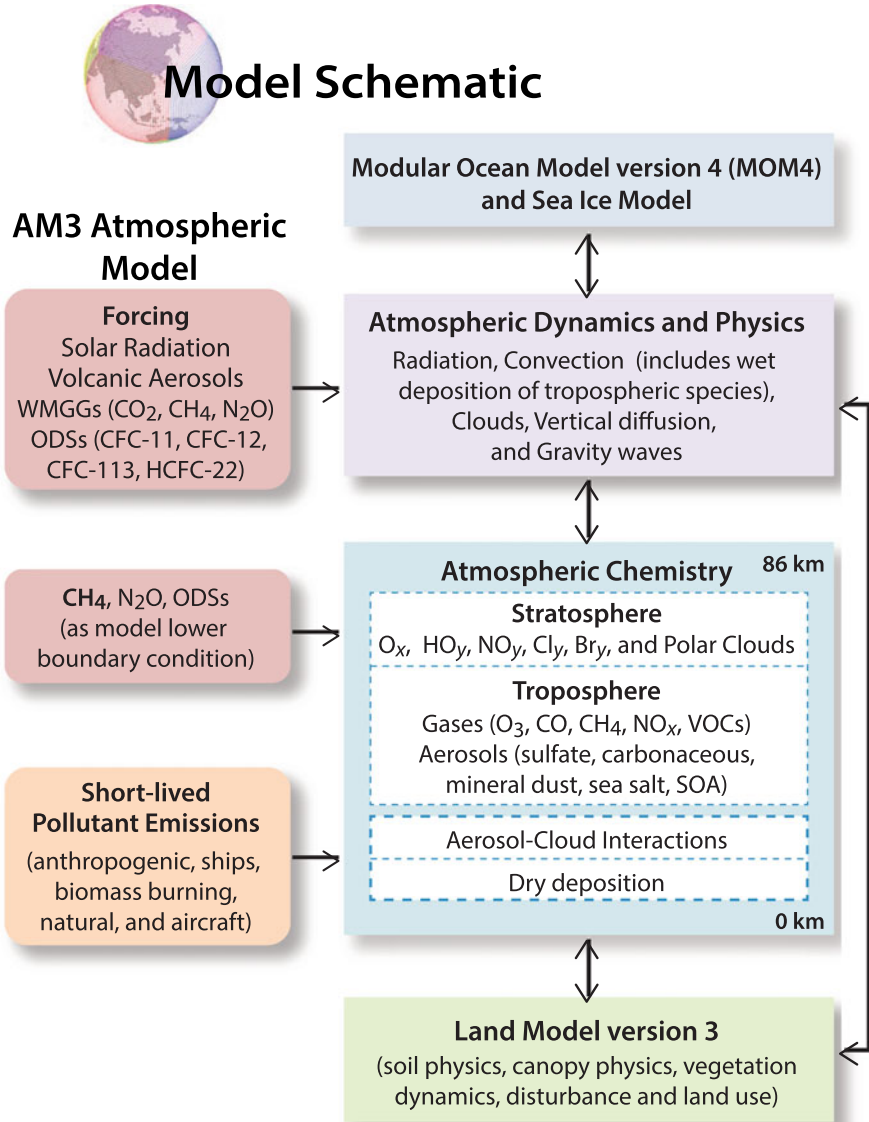 Model Schematic
Modular Ocean Model version 4 (MOM4)
and Sea Ice Model
AM3 Atmospheric
Model
Forcing
Solar Radiation
Volcanic Aerosols
WMGGs (CO2, CH4, N2O)
ODSs (CFC-11, CFC-12,
CFC-113, HCFC-22)
Atmospheric Dynamics and Physics
Radiation, Convection (includes wet
deposition of tropospheric species),
Clouds, Vertical diffusion,
and Gravity waves
CH4, N2O, ODSs
(as model lower
boundary condition)
Atmospheric Chemistry
86 km
Stratosphere
Ox, HOy, NOy, Cly, Bry, and Polar Clouds
Troposphere
Gases (O3, CO, CH4, NOx, VOCs)
Aerosols (sulfate, carbonaceous,
mineral dust, sea salt, SOA)
Aerosol-Cloud Interactions
Dry deposition
0 km
Short-lived
Pollutant Emissions
(anthropogenic, ships,
biomass burning,
natural, and aircraft)
Land Model version 3
(soil physics, canopy physics, vegetation
dynamics, disturbance and land use)